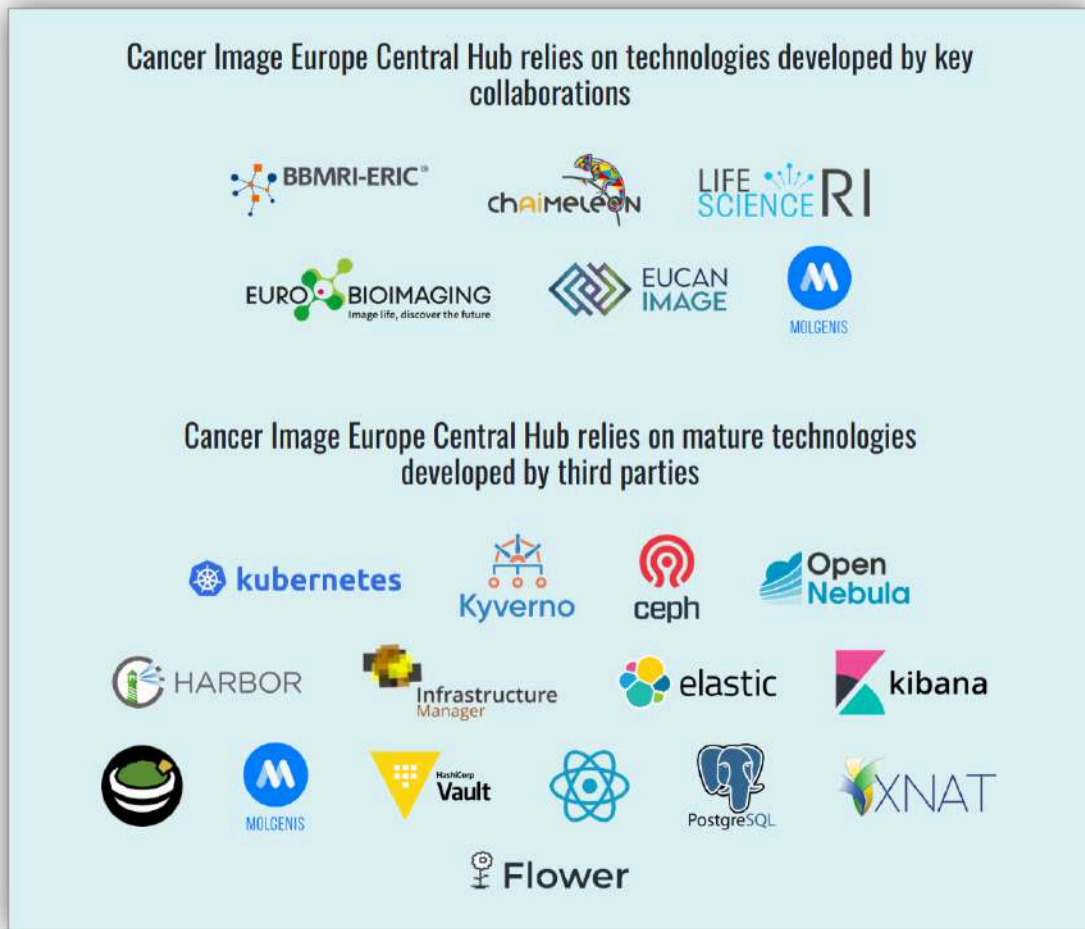 Cancer Image Europe Central Hub relies on technologies developed by key
collaborations
BBMRI-ERIC®
chAiMeLeON
LIFE
SCIENCE RI
EURO BIOIMAGING
Image life, discover the future
EUCAN
IMAGE
MOLGENIS
Cancer Image Europe Central Hub relies on mature technologies
developed by third parties
kubernetes
Kyverno
ceph
Open
Nebula
HARBOR
Infrastructure
Manager
elastic
kibana
MOLGENIS
HashiCorp
Vault
PostgreSQL
XNAT
Flower